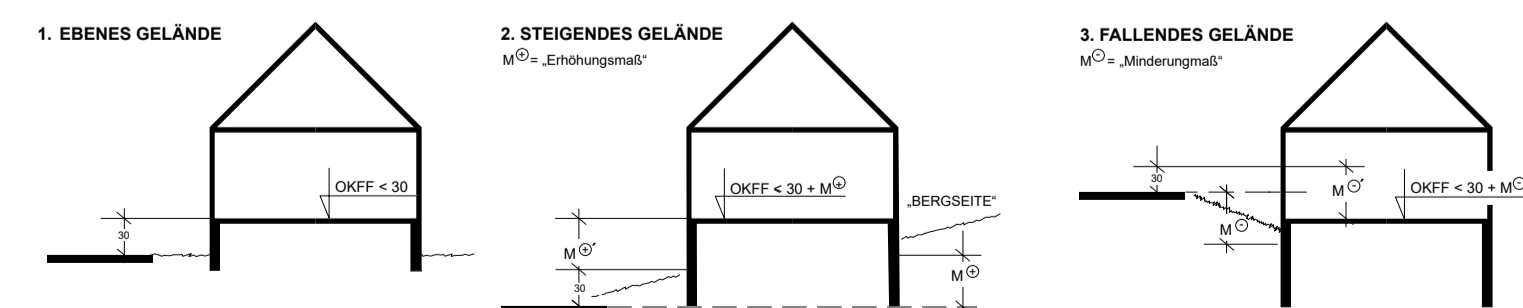 1. EBENES GELÄNDE
OKFF < 30
30
2. STEIGENDES GELÄNDE
M⊕ = „Erhöhungsmaß“
OKFF < 30 + M⊕
„BERGSEITE“
M⊕′
30
M⊕
3. FALLENDES GELÄNDE
M⊖ = „Minderungmaß“
30
M⊖′
OKFF < 30 + M⊖
M⊖